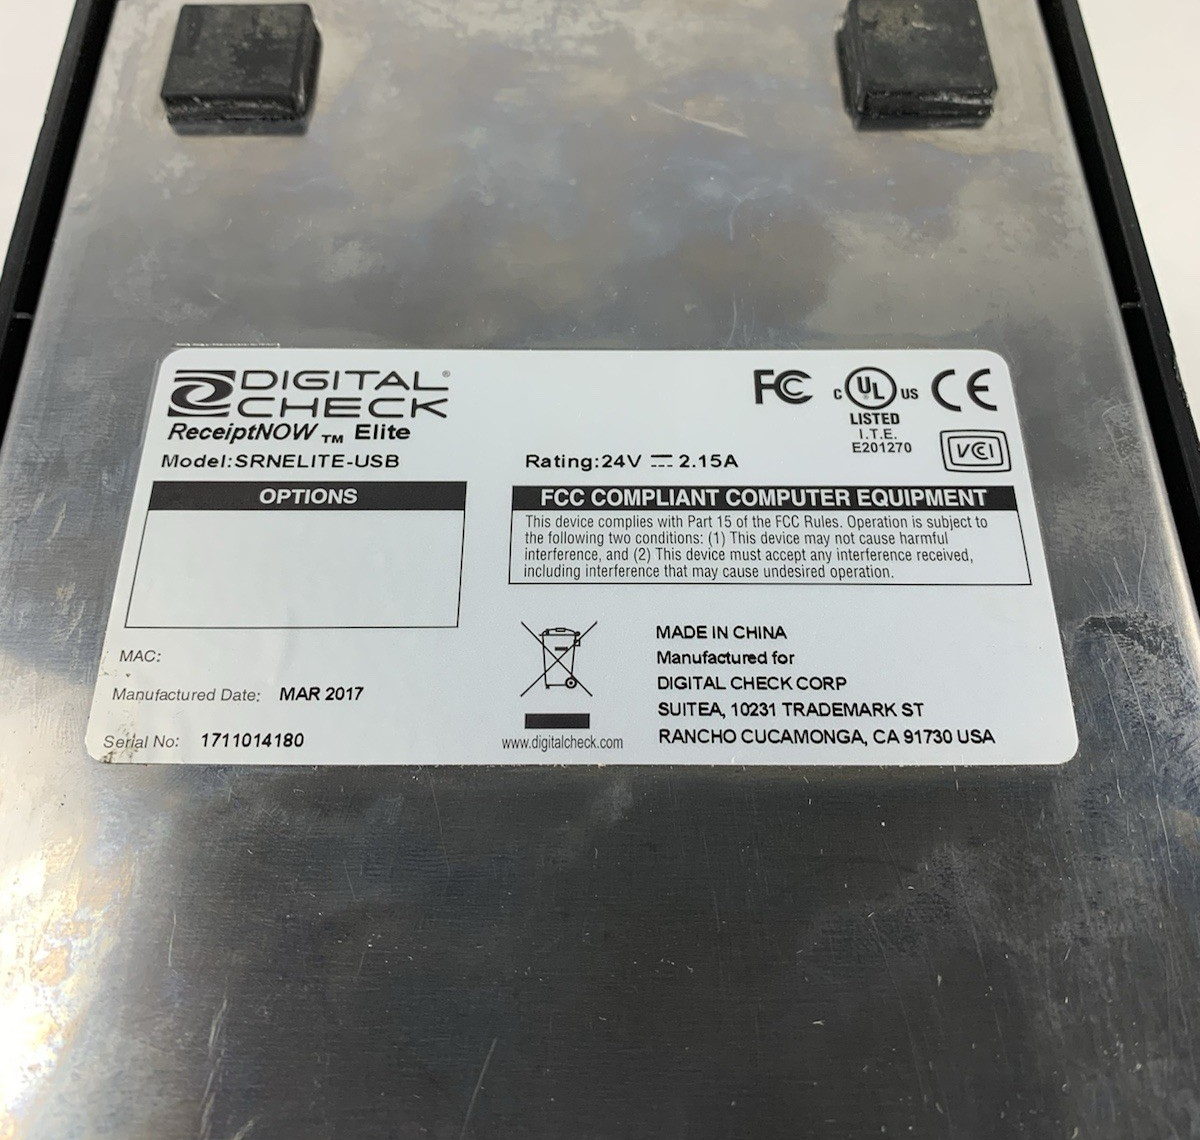 DIGITAL CHECK®
ReceiptNOW TM Elite
Model:SRNELITE-USB
Rating:24V ⎓ 2.15A
FC
C UL US
LISTED
I.T.E.
E201270
CE
VCCI
OPTIONS
FCC COMPLIANT COMPUTER EQUIPMENT
This device complies with Part 15 of the FCC Rules. Operation is subject to
the following two conditions: (1) This device may not cause harmful
interference, and (2) This device must accept any interference received,
including interference that may cause undesired operation.
MAC:
Manufactured Date: MAR 2017
Serial No: 1711014180
www.digitalcheck.com
MADE IN CHINA
Manufactured for
DIGITAL CHECK CORP
SUITEA, 10231 TRADEMARK ST
RANCHO CUCAMONGA, CA 91730 USA